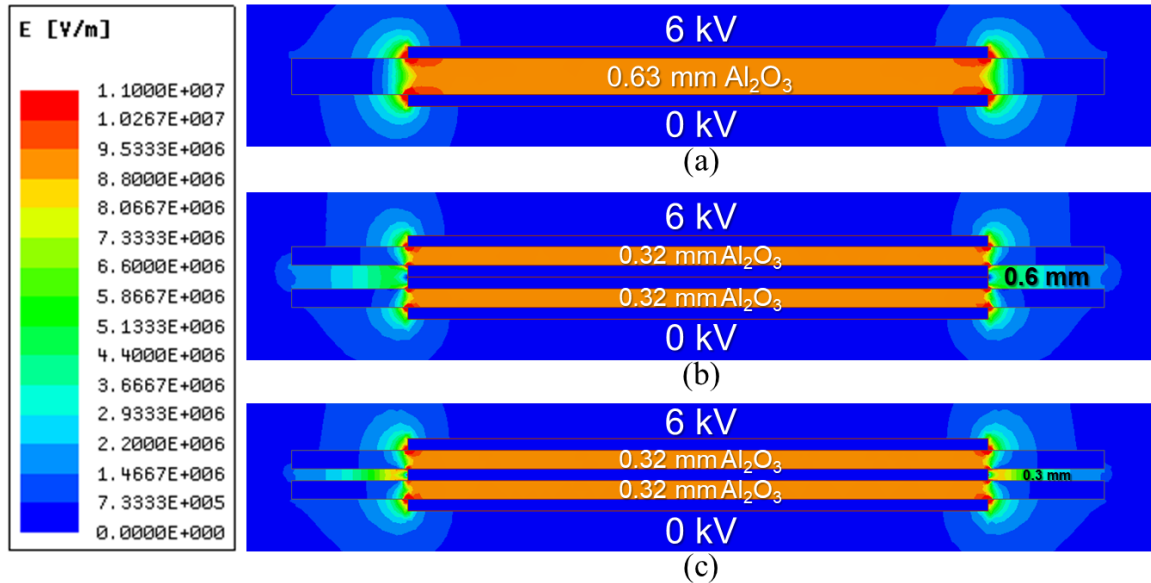 E [V/m]
1.1000E+007
1.0267E+007
9.5333E+006
8.8000E+006
8.0667E+006
7.3333E+006
6.6000E+006
5.8667E+006
5.1333E+006
4.4000E+006
3.6667E+006
2.9333E+006
2.2000E+006
1.4667E+006
7.3333E+005
0.0000E+000
6 kV
0.63 mm Al₂O₃
0 kV
(a)
6 kV
0.32 mm Al₂O₃
0.6 mm
0.32 mm Al₂O₃
0 kV
(b)
6 kV
0.32 mm Al₂O₃
0.3 mm
0.32 mm Al₂O₃
0 kV
(c)